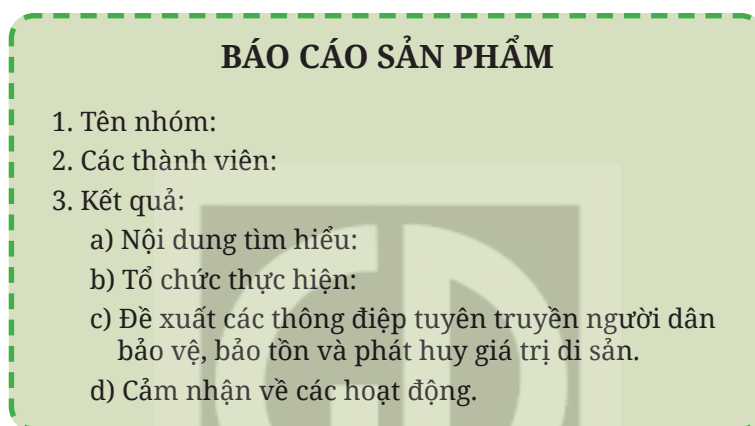 BÁO CÁO SẢN PHẨM
1. Tên nhóm:
2. Các thành viên:
3. Kết quả:
a) Nội dung tìm hiểu:
b) Tổ chức thực hiện:
c) Đề xuất các thông điệp tuyên truyền người dân
bảo vệ, bảo tồn và phát huy giá trị di sản.
d) Cảm nhận về các hoạt động.